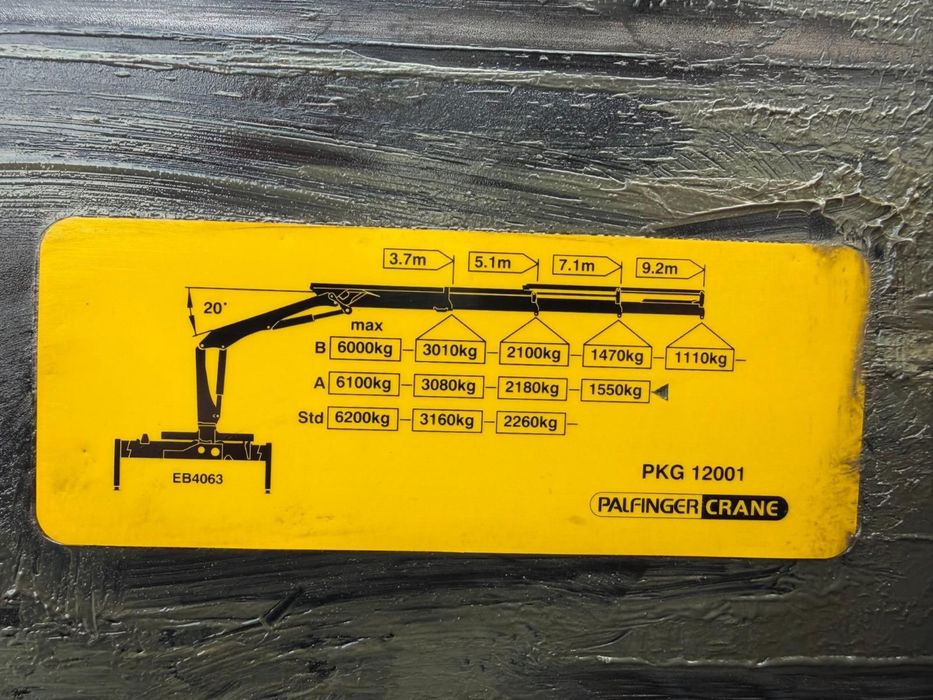 3.7m 5.1m 7.1m 9.2m
20°
max
B 6000kg 3010kg 2100kg 1470kg 1110kg
A 6100kg 3080kg 2180kg 1550kg
Std 6200kg 3160kg 2260kg
EB4063
PKG 12001
PALFINGER CRANE